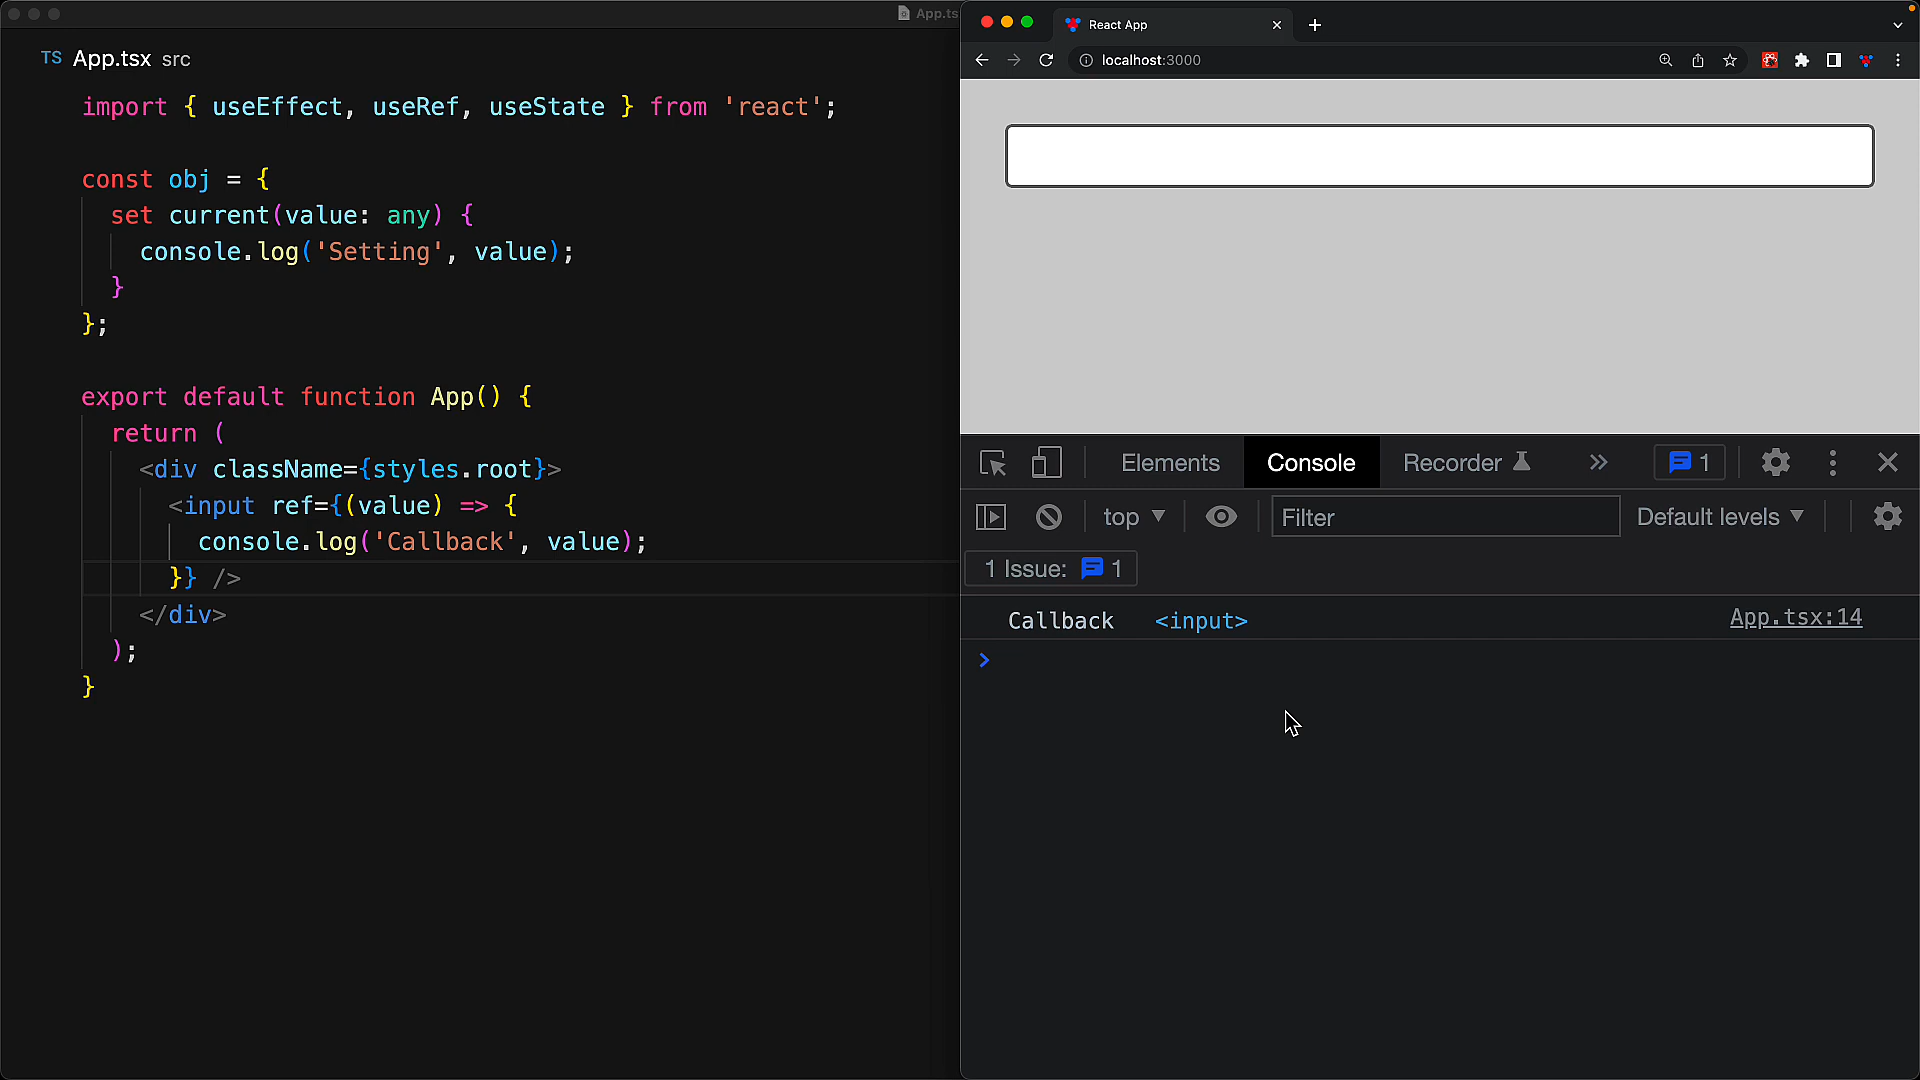 App.ts
TS App.tsx src
import { useEffect, useRef, useState } from 'react';
const obj = {
set current(value: any) {
console.log('Setting', value);
}
};
export default function App() {
return (
<div className={styles.root}>
<input ref={(value) => {
console.log('Callback', value);
}} />
</div>
);
}
React App
localhost:3000
Elements Console Recorder 1
top Filter Default levels
1 Issue: 1
Callback <input> App.tsx:14